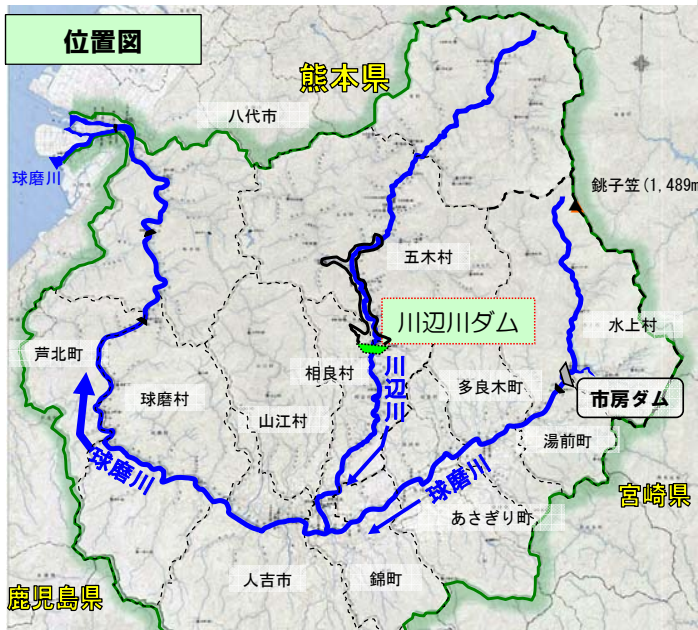 位置図
熊本県
八代市
球磨川
銚子笠(1,489m
五木村
川辺川ダム
水上村
芦北町
相良村
川辺川
多良木町
市房ダム
球磨村
山江村
湯前町
球磨川
球磨川
宮崎県
あさぎり町
人吉市
錦町
鹿児島県